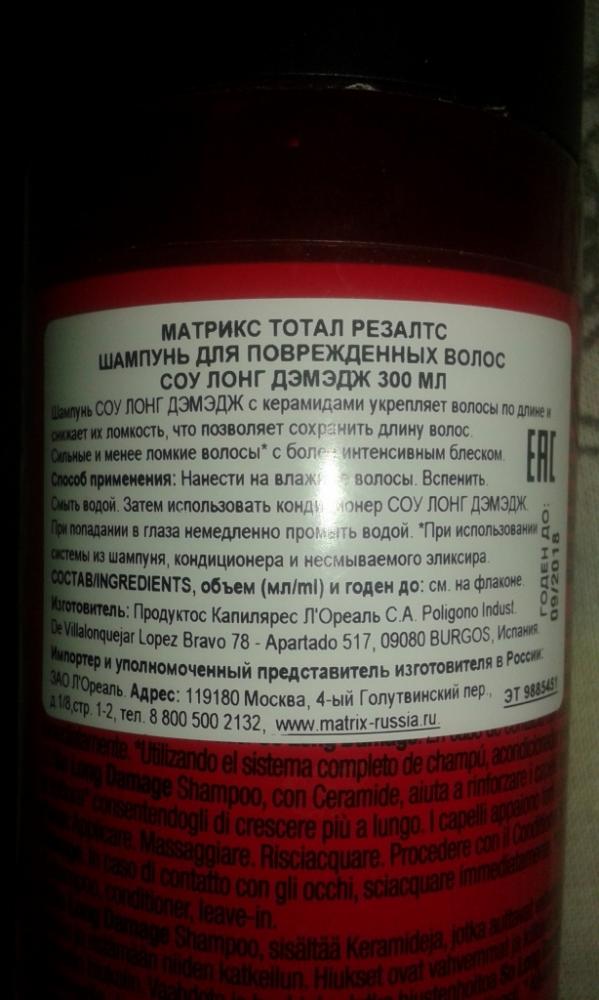 МАТРИКС ТОТАЛ РЕЗАЛТС
ШАМПУНЬ ДЛЯ ПОВРЕЖДЕННЫХ ВОЛОС
СОУ ЛОНГ ДЭМЭДЖ 300 МЛ
Шампунь СОУ ЛОНГ ДЭМЭДЖ с керамидами укрепляет волосы по длине и
снижает их ломкость, что позволяет сохранить длину волос.
Сильные и менее ломкие волосы* с более интенсивным блеском.
EAC
Способ применения: Нанести на влажные волосы. Вспенить.
Смыть водой. Затем использовать кондиционер СОУ ЛОНГ ДЭМЭДЖ.
При попадании в глаза немедленно промыть водой. *При использовании
системы из шампуня, кондиционера и несмываемого эликсира.
ГОДЕН ДО:
09/2018
СОСТАВ/INGREDIENTS, объем (мл/ml) и годен до: см. на флаконе.
Изготовитель: Продуктос Капилярес Л'Ореаль С.А. Poligono Indust.
De Villalonquejar Lopez Bravo 78 - Apartado 517, 09080 BURGOS, Испания.
Импортер и уполномоченный представитель изготовителя в России:
ЗАО Л'Ореаль. Адрес: 119180 Москва, 4-ый Голутвинский пер.,
д.1/8,стр. 1-2, тел. 8 800 500 2132, www.matrix-russia.ru.
ЭТ 9885451
Long Damage.
*Utilizando el sistema completo de champú,
Long Damage Shampoo, con Ceramide, aiuta a rinforzare i
consentendogli di crescere più a lungo. I capelli appaiono
Applicare. Massaggiare. Risciacquare. Procedere con il
In caso di contatto con gli occhi, sciacquare immediatamente
conditioner, leave-in.
Long Damage Shampoo, sisältää Keramideja, jotka
niiden katkeilun. Hiukset ovat vahvemmat ja